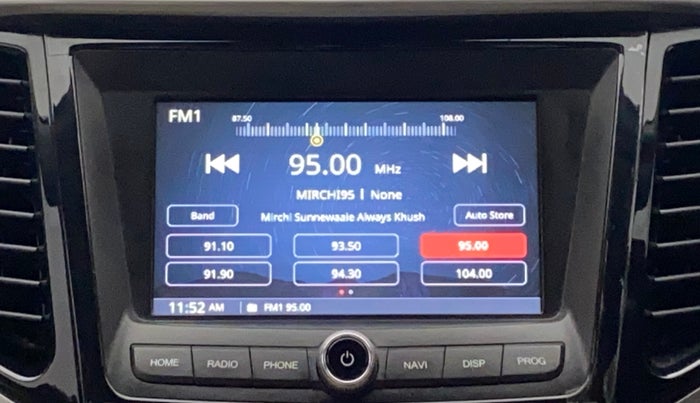 FM1
87.50 108.00
95.00 MHz
MIRCHI95 | None
Band Mirchi Sunnewaale Always Khush Auto Store
91.10 93.50 95.00
91.90 94.30 104.00
11:52 AM FM1 95.00
HOME RADIO PHONE NAVI DISP PROG